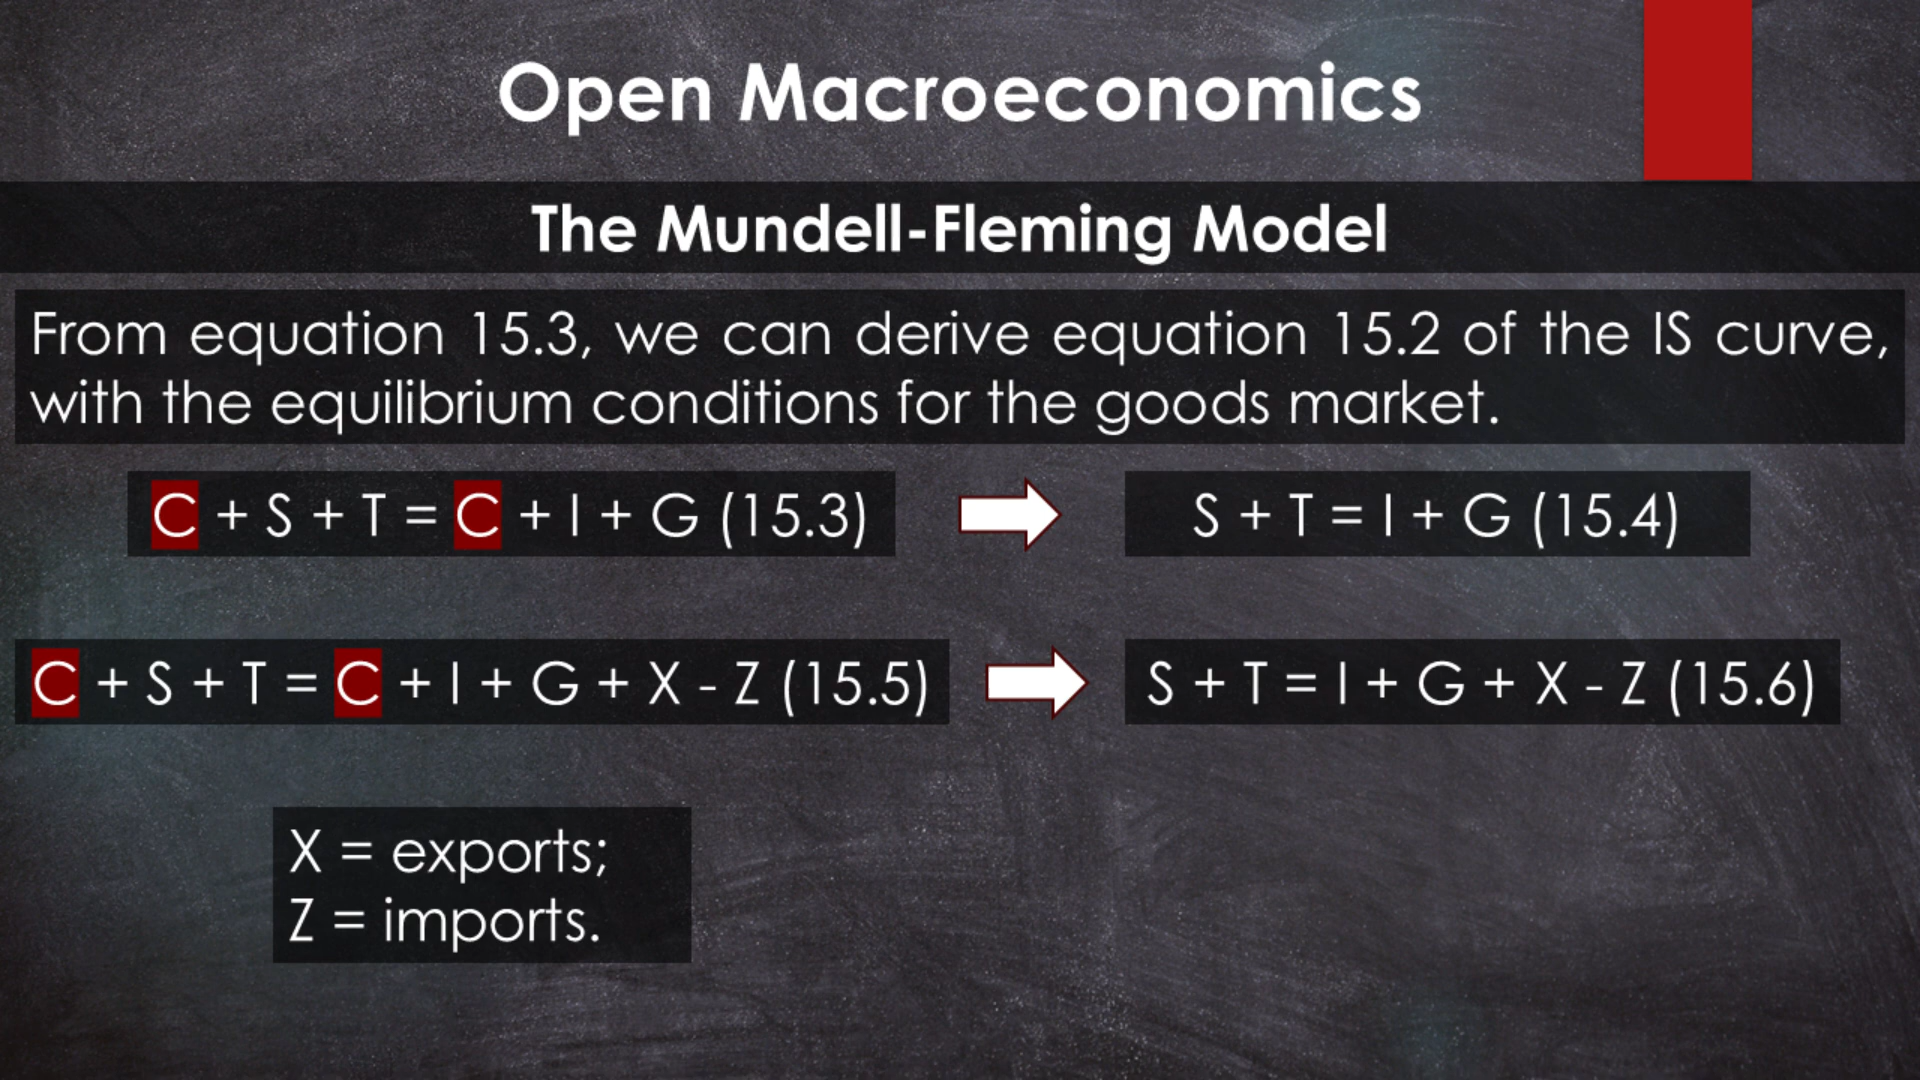 Open Macroeconomics
The Mundell-Fleming Model
From equation 15.3, we can derive equation 15.2 of the IS curve,
with the equilibrium conditions for the goods market.
C + S + T = C + I + G (15.3)
S + T = I + G (15.4)
C + S + T = C + I + G + X - Z (15.5)
S + T = I + G + X - Z (15.6)
X = exports;
Z = imports.